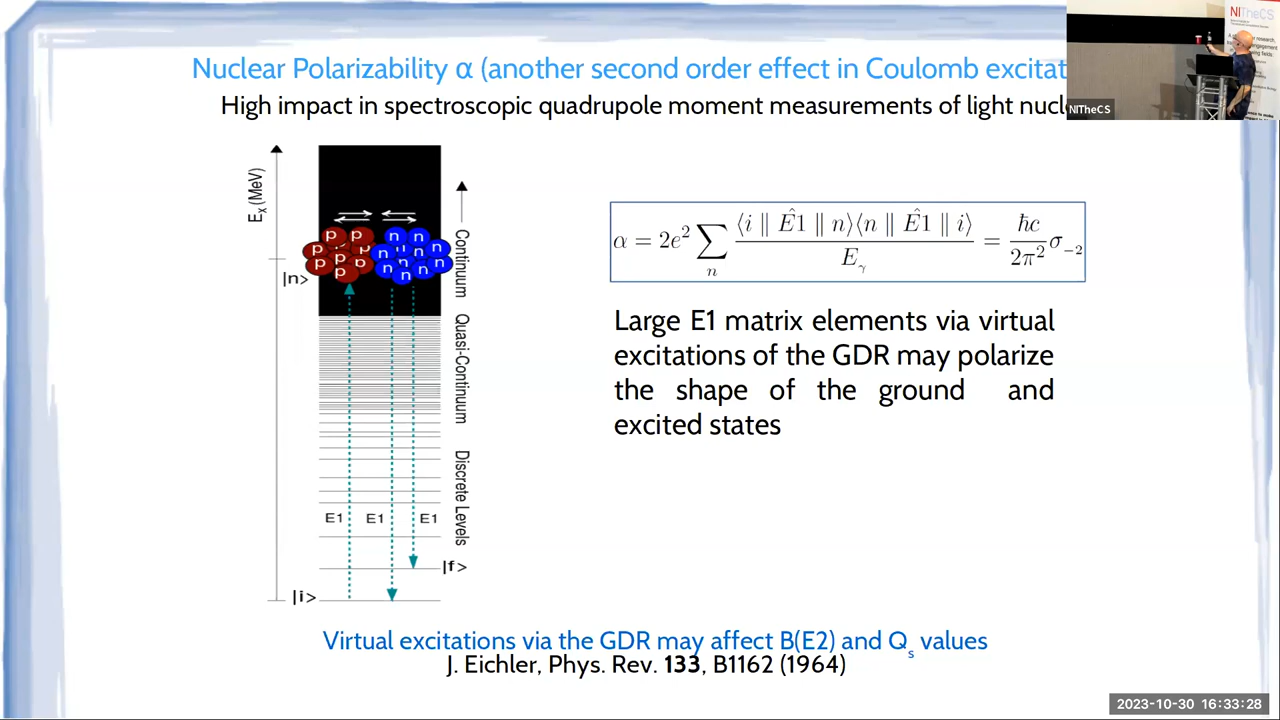 Nuclear Polarizability α (another second order effect in Coulomb excitat
High impact in spectroscopic quadrupole moment measurements of light nucl
NITheCS
NITheCS
Eₓ (MeV)
p p p p p p p
n n n n n n n n n
|n>
Continuum
Quasi-Continuum
Discrete Levels
E1 E1 E1
|f>
|i>
α = 2e² ∑ₙ ⟨i ∥ Ê1 ∥ n⟩⟨n ∥ Ê1 ∥ i⟩ / E_γ = ħc / 2π² σ₋₂
Large E1 matrix elements via virtual
excitations of the GDR may polarize
the shape of the ground and
excited states
Virtual excitations via the GDR may affect B(E2) and Qₛ values
J. Eichler, Phys. Rev. 133, B1162 (1964)
2023-10-30 16:33:28